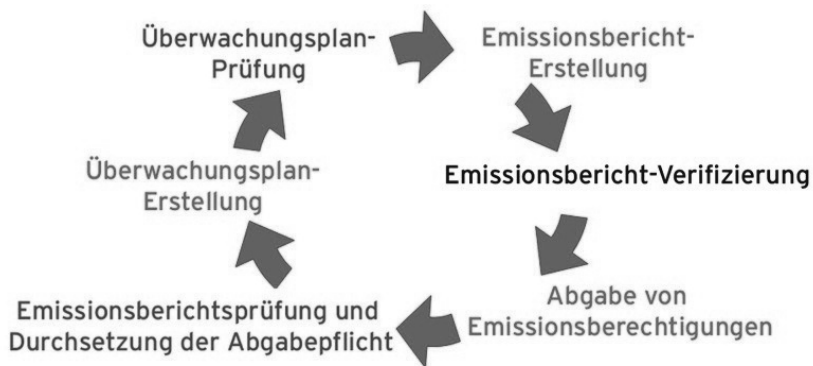 Überwachungsplan-
Prüfung
Emissionsbericht-
Erstellung
Emissionsbericht-Verifizierung
Abgabe von
Emissionsberechtigungen
Emissionsberichtsprüfung und
Durchsetzung der Abgabepflicht
Überwachungsplan-
Erstellung